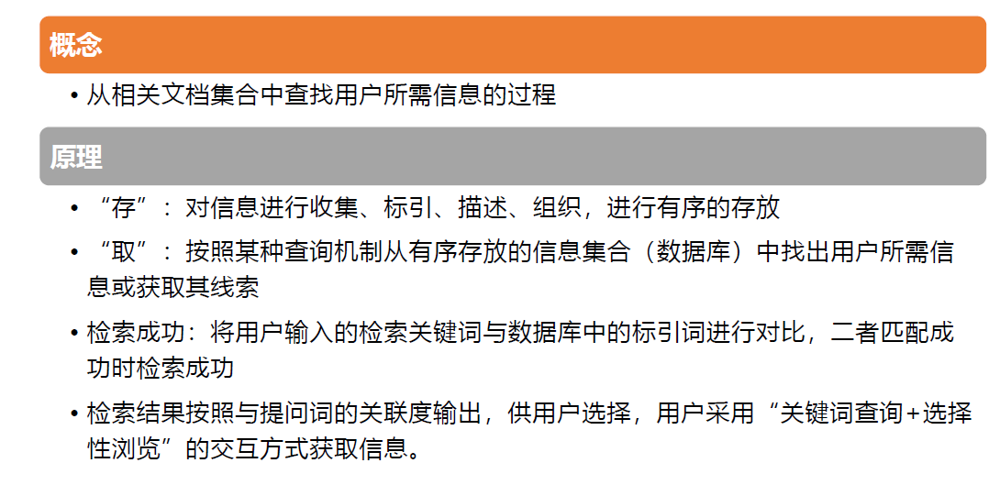 概念
• 从相关文档集合中查找用户所需信息的过程
原理
• “存”：对信息进行收集、标引、描述、组织，进行有序的存放
• “取”：按照某种查询机制从有序存放的信息集合（数据库）中找出用户所需信
息或获取其线索
• 检索成功：将用户输入的检索关键词与数据库中的标引词进行对比，二者匹配成
功时检索成功
• 检索结果按照与提问词的关联度输出，供用户选择，用户采用“关键词查询+选择
性浏览”的交互方式获取信息。